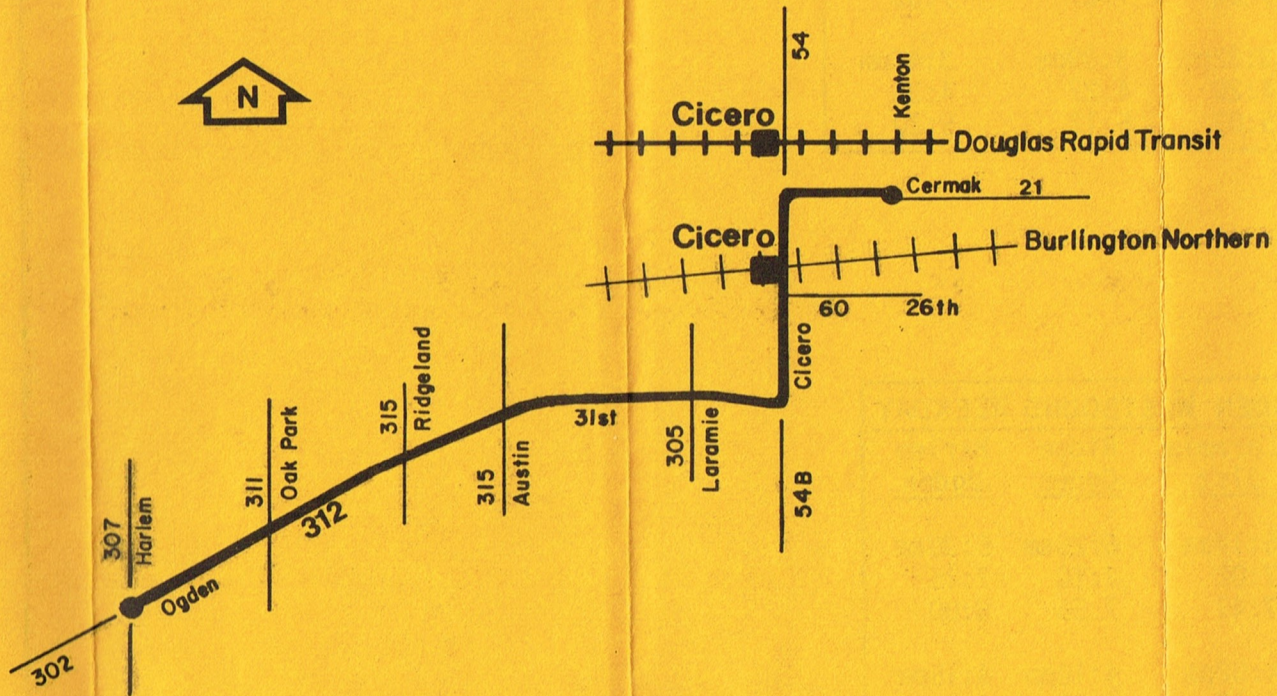 N
54
Kenton
Cicero
Douglas Rapid Transit
Cermak 21
Cicero
Burlington Northern
60 26th
Cicero
31st
305
Laramie
54B
315
Ridgeland
315
Austin
311
Oak Park
312
307
Harlem
Ogden
302